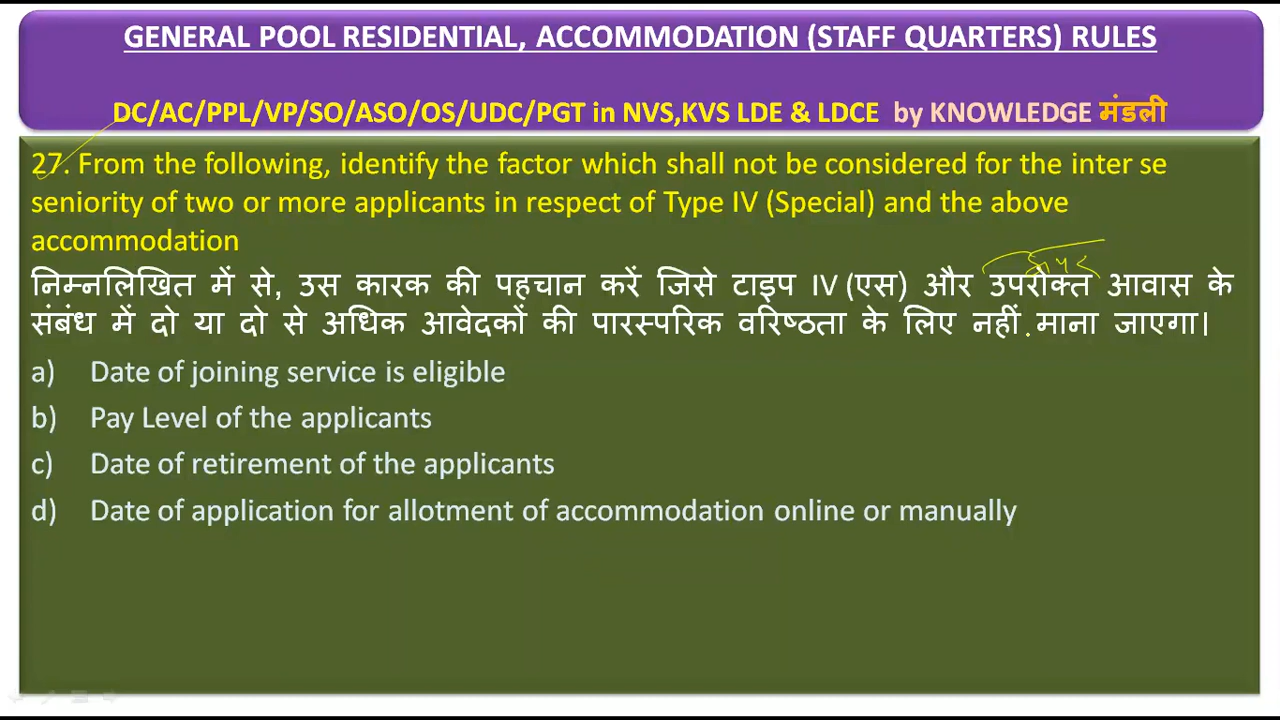 GENERAL POOL RESIDENTIAL, ACCOMMODATION (STAFF QUARTERS) RULES
DC/AC/PPL/VP/SO/ASO/OS/UDC/PGT in NVS,KVS LDE & LDCE by KNOWLEDGE मंडली
27. From the following, identify the factor which shall not be considered for the inter se
seniority of two or more applicants in respect of Type IV (Special) and the above
accommodation
निम्नलिखित में से, उस कारक की पहचान करें जिसे टाइप IV (एस) और उपरोक्त आवास के
संबंध में दो या दो से अधिक आवेदकों की पारस्परिक वरिष्ठता के लिए नहीं माना जाएगा।
a) Date of joining service is eligible
b) Pay Level of the applicants
c) Date of retirement of the applicants
d) Date of application for allotment of accommodation online or manually